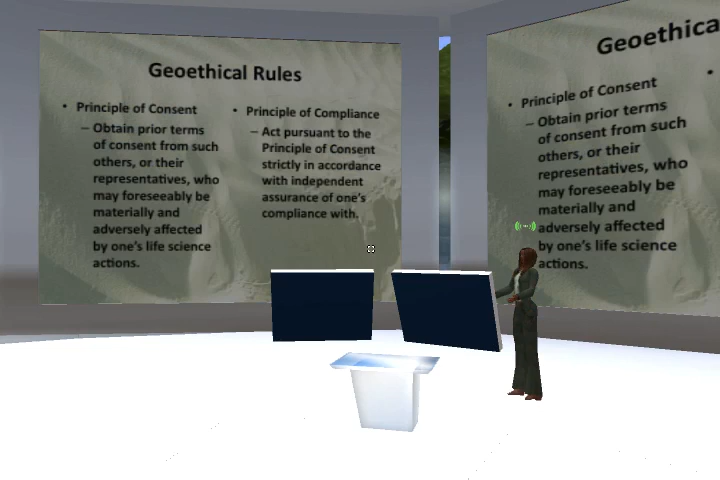 Geoethical Rules
• Principle of Consent
– Obtain prior terms
of consent from such
others, or their
representatives, who
may foreseeably be
materially and
adversely affected
by one's life science
actions.
• Principle of Compliance
– Act pursuant to the
Principle of Consent
strictly in accordance
with independent
assurance of one's
compliance with.
Geoethica
• Principle of Consent
– Obtain prior terms
of consent from such
others, or their
representatives, who
may foreseeably be
materially and
adversely affected
by one's life science
actions.
•